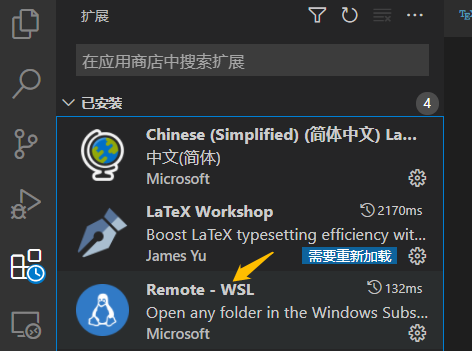 扩展
在应用商店中搜索扩展
已安装
4
Chinese (Simplified) (简体中文) La...
中文(简体)
Microsoft
LaTeX Workshop
2170ms
Boost LaTeX typesetting efficiency wit...
James Yu
需要重新加载
Remote - WSL
132ms
Open any folder in the Windows Subs...
Microsoft